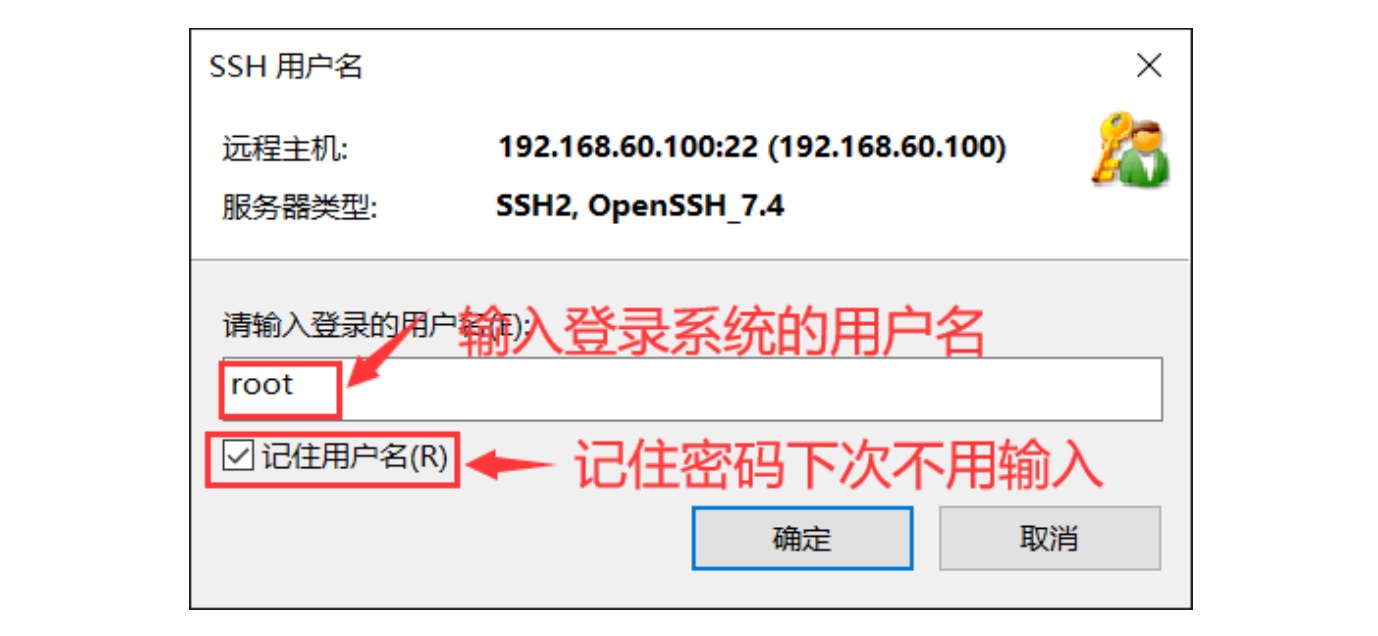 SSH 用户名
远程主机: 192.168.60.100:22 (192.168.60.100)
服务器类型: SSH2, OpenSSH_7.4
请输入登录的用户名(E):
输入登录系统的用户名
root
记住用户名(R)
记住密码下次不用输入
确定 取消